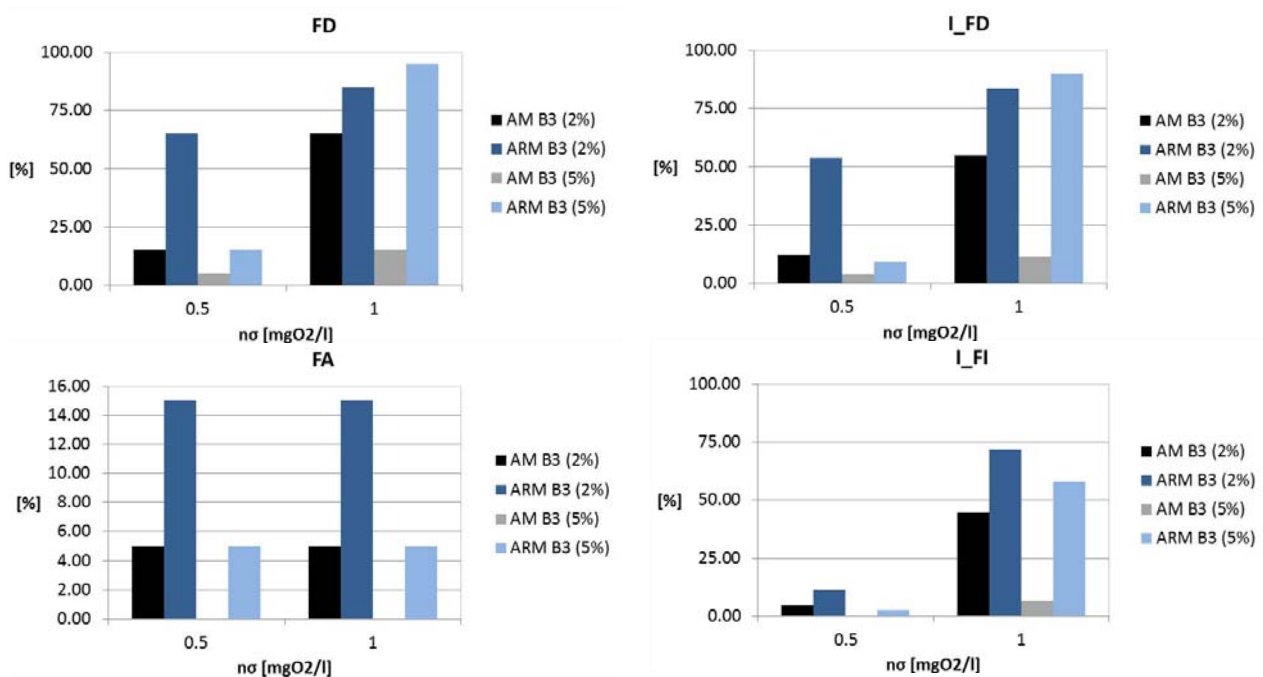 FD
100.00
75.00
50.00
25.00
0.00
[%]
0.5
1
nσ [mgO2/l]
AM B3 (2%)
ARM B3 (2%)
AM B3 (5%)
ARM B3 (5%)
I_FD
100.00
75.00
50.00
25.00
0.00
[%]
0.5
1
nσ [mgO2/l]
AM B3 (2%)
ARM B3 (2%)
AM B3 (5%)
ARM B3 (5%)
FA
16.00
14.00
12.00
10.00
8.00
6.00
4.00
2.00
0.00
[%]
0.5
1
nσ [mgO2/l]
AM B3 (2%)
ARM B3 (2%)
AM B3 (5%)
ARM B3 (5%)
I_FI
100.00
75.00
50.00
25.00
0.00
[%]
0.5
1
nσ [mgO2/l]
AM B3 (2%)
ARM B3 (2%)
AM B3 (5%)
ARM B3 (5%)